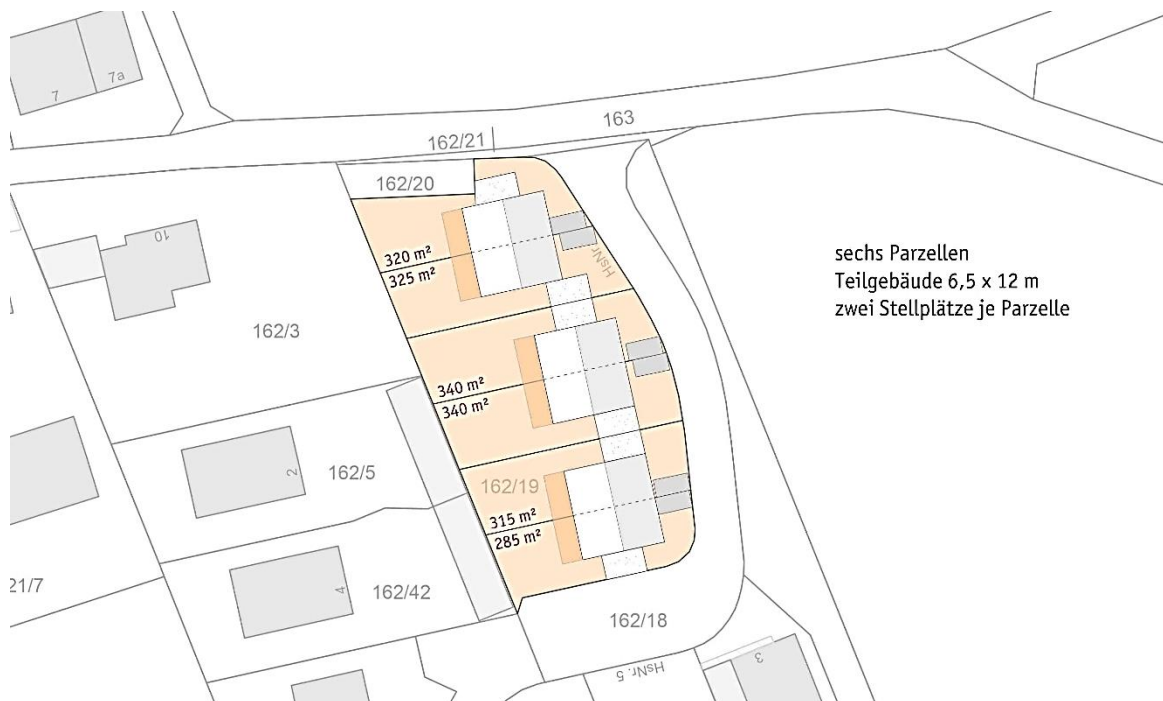 7
7a
163
162/21
162/20
10
320 m²
325 m²
HsNr
sechs Parzellen
Teilgebäude 6,5 x 12 m
zwei Stellplätze je Parzelle
162/3
340 m²
340 m²
2
162/5
162/19
315 m²
285 m²
21/7
4
162/42
162/18
HsNr. 5
3